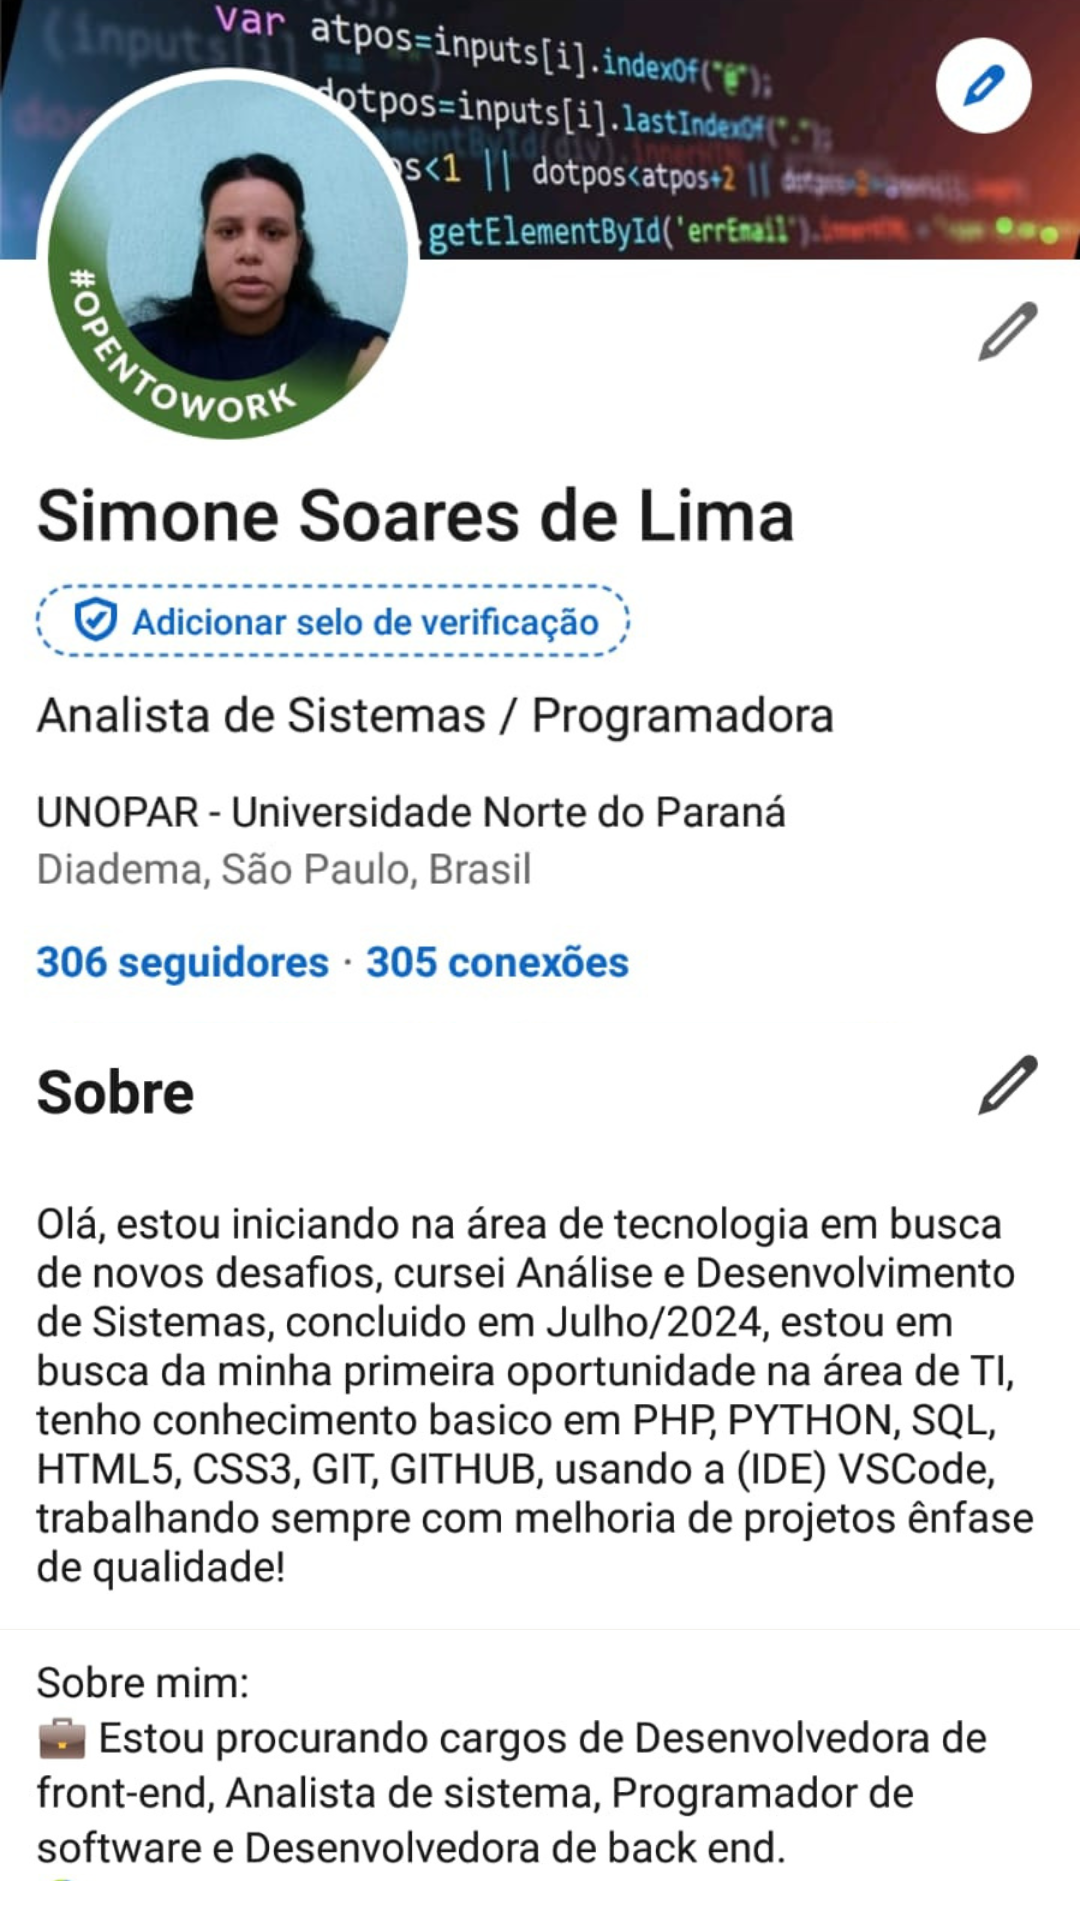 var atpos=inputs[i].indexOf("@");
dotpos=inputs[i].lastIndexOf(".");
s<1 || dotpos<atpos+2 ||
.getElementById('errEmail').
#OPENTOWORK
Simone Soares de Lima
Adicionar selo de verificação
Analista de Sistemas / Programadora
UNOPAR - Universidade Norte do Paraná
Diadema, São Paulo, Brasil
306 seguidores · 305 conexões
Sobre
Olá, estou iniciando na área de tecnologia em busca
de novos desafios, cursei Análise e Desenvolvimento
de Sistemas, concluido em Julho/2024, estou em
busca da minha primeira oportunidade na área de TI,
tenho conhecimento basico em PHP, PYTHON, SQL,
HTML5, CSS3, GIT, GITHUB, usando a (IDE) VSCode,
trabalhando sempre com melhoria de projetos ênfase
de qualidade!
Sobre mim:
💼 Estou procurando cargos de Desenvolvedora de
front-end, Analista de sistema, Programador de
software e Desenvolvedora de back end.